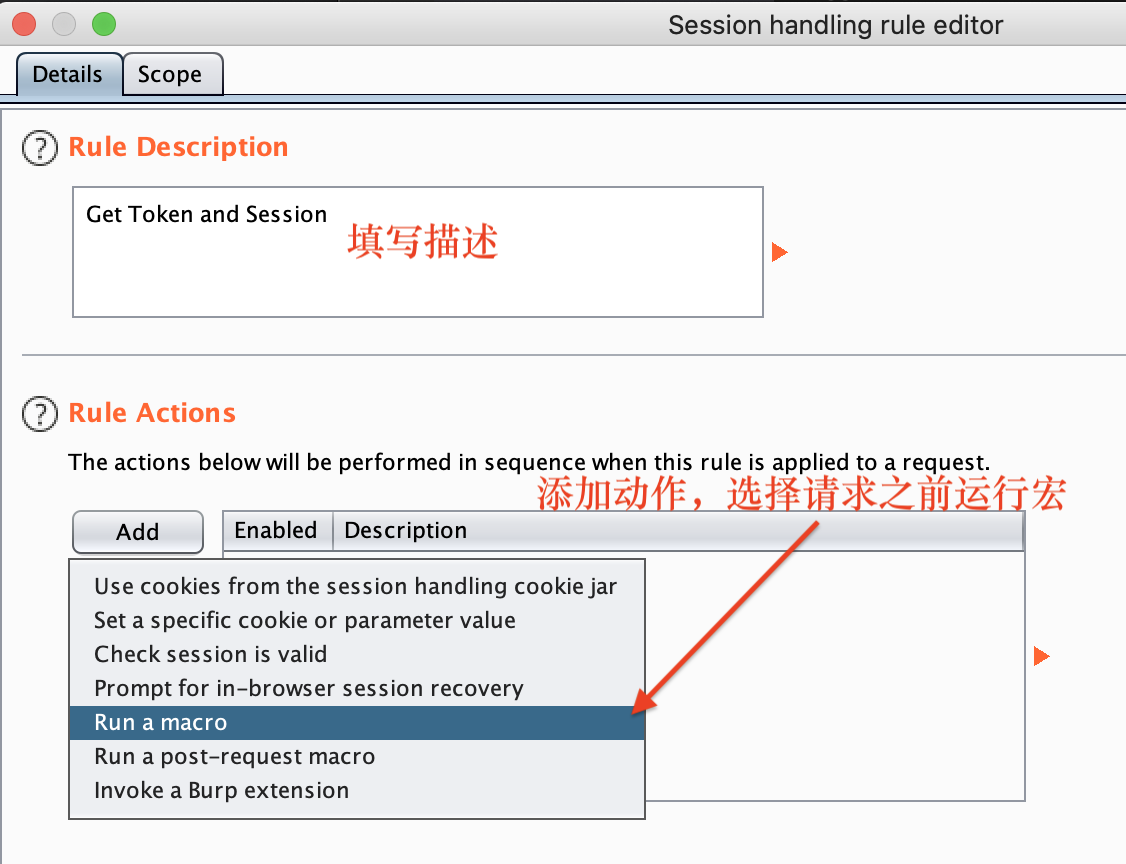 Session handling rule editor
Details
Scope
? Rule Description
Get Token and Session
填写描述
? Rule Actions
The actions below will be performed in sequence when this rule is applied to a request.
添加动作，选择请求之前运行宏
Add
Enabled
Description
Use cookies from the session handling cookie jar
Set a specific cookie or parameter value
Check session is valid
Prompt for in-browser session recovery
Run a macro
Run a post-request macro
Invoke a Burp extension